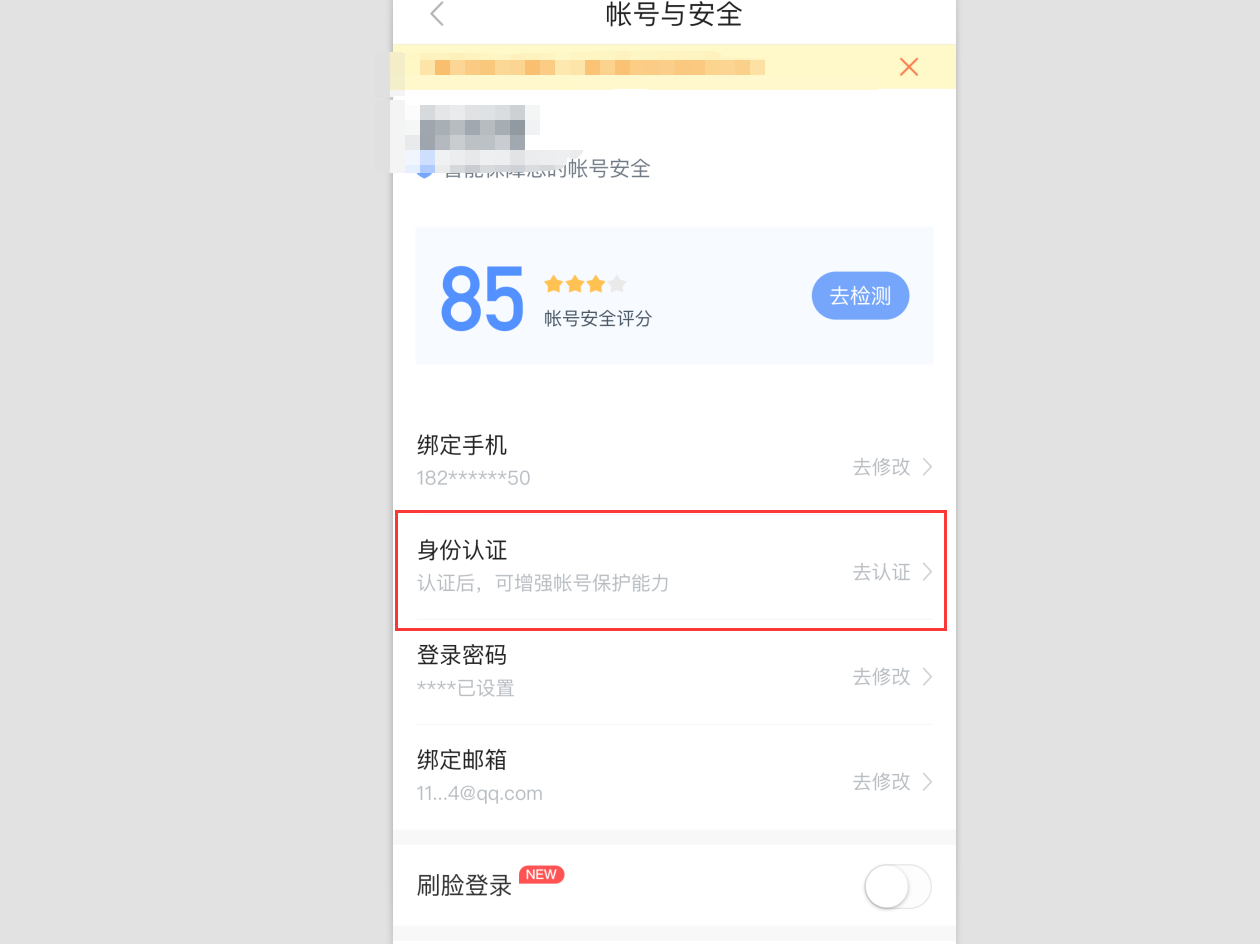 帐号与安全
智能保障您的帐号安全
85
帐号安全评分
去检测
绑定手机
182******50
去修改
身份认证
认证后，可增强帐号保护能力
去认证
登录密码
****已设置
去修改
绑定邮箱
11...4@qq.com
去修改
刷脸登录
NEW